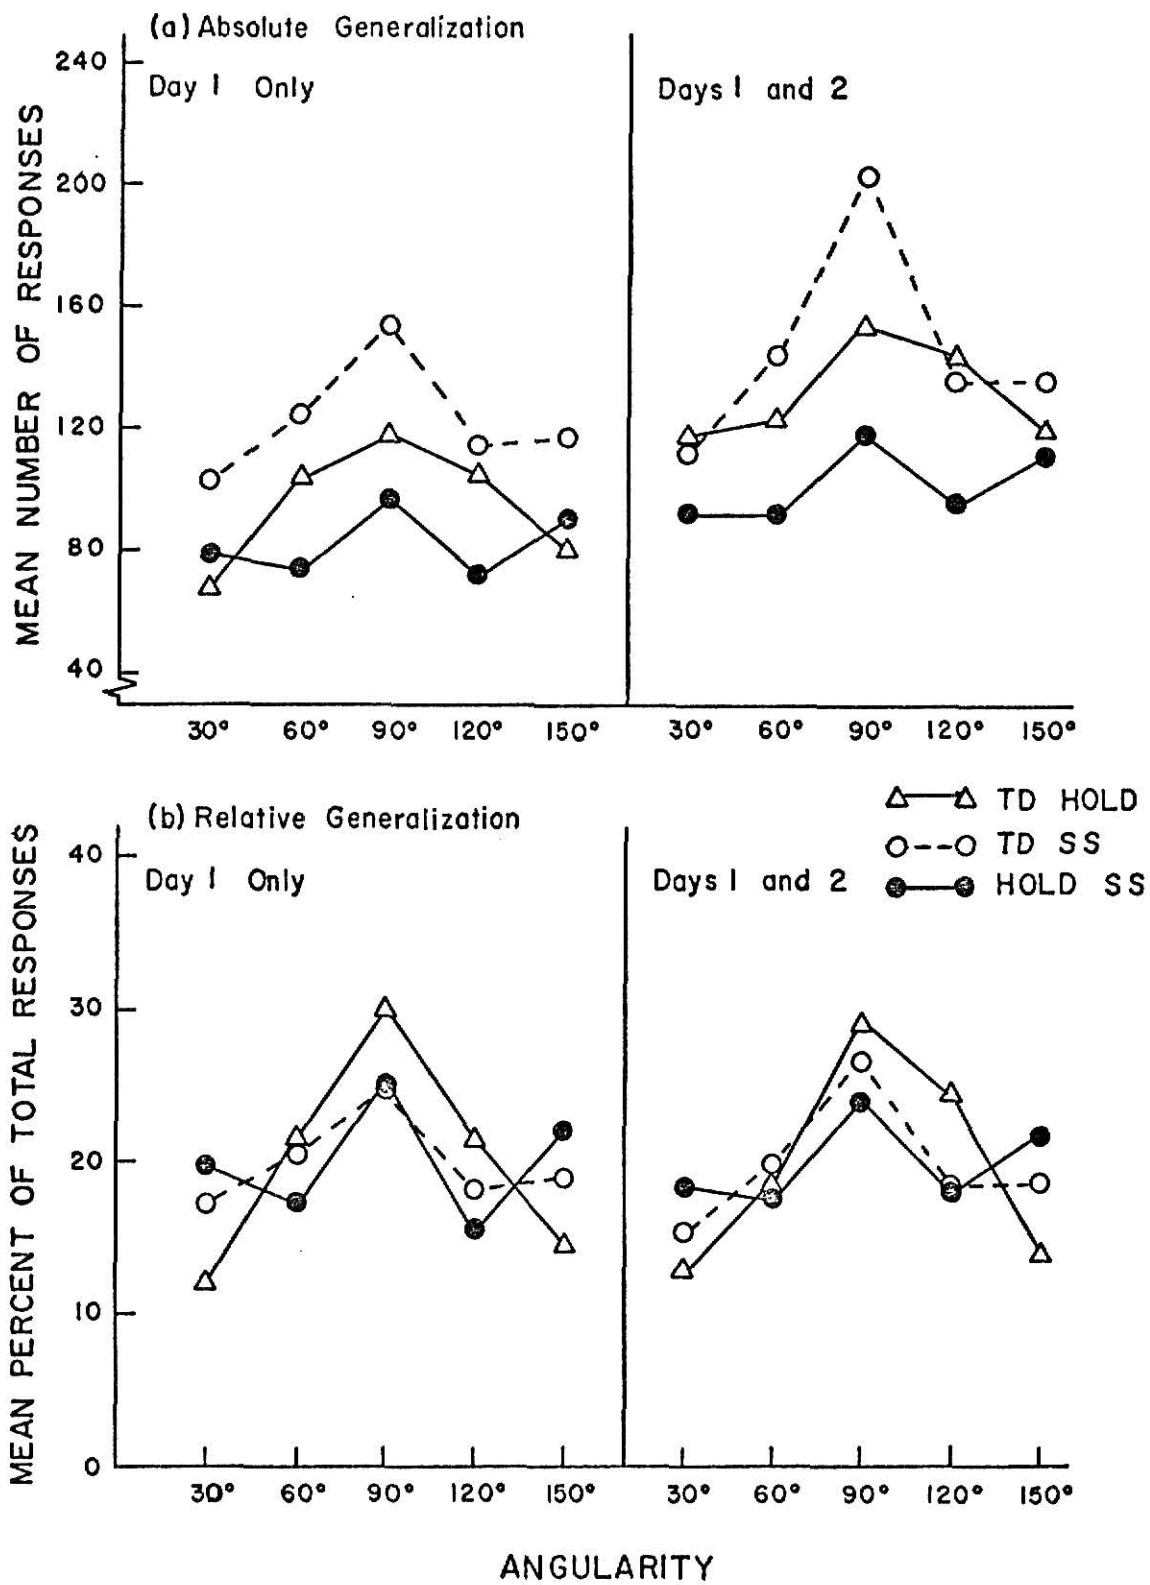 (a) Absolute Generalization
Day 1 Only
Days 1 and 2
MEAN NUMBER OF RESPONSES
240
200
160
120
80
40
30° 60° 90° 120° 150°
30° 60° 90° 120° 150°
TD HOLD
TD SS
HOLD SS
(b) Relative Generalization
Day 1 Only
Days 1 and 2
MEAN PERCENT OF TOTAL RESPONSES
40
30
20
10
0
30° 60° 90° 120° 150°
30° 60° 90° 120° 150°
ANGULARITY